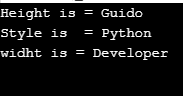 Height is = Guido
Style is  = Python
widht is = Developer